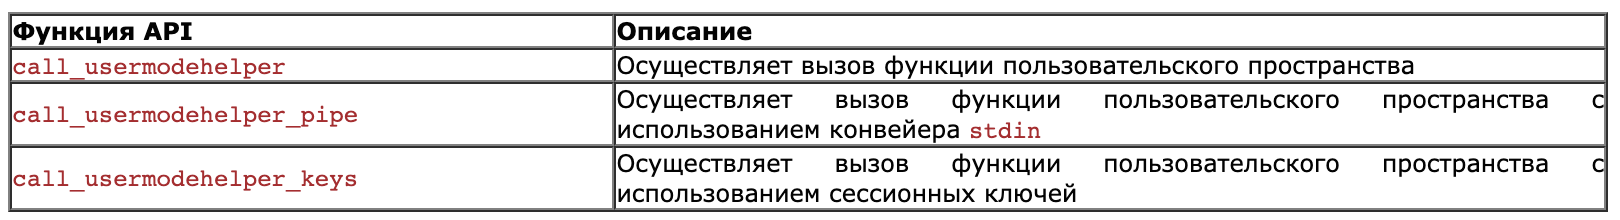 Функция API Описание
call_usermodehelper Осуществляет вызов функции пользовательского пространства
call_usermodehelper_pipe Осуществляет вызов функции пользовательского пространства с
использованием конвейера stdin
call_usermodehelper_keys Осуществляет вызов функции пользовательского пространства с
использованием сессионных ключей